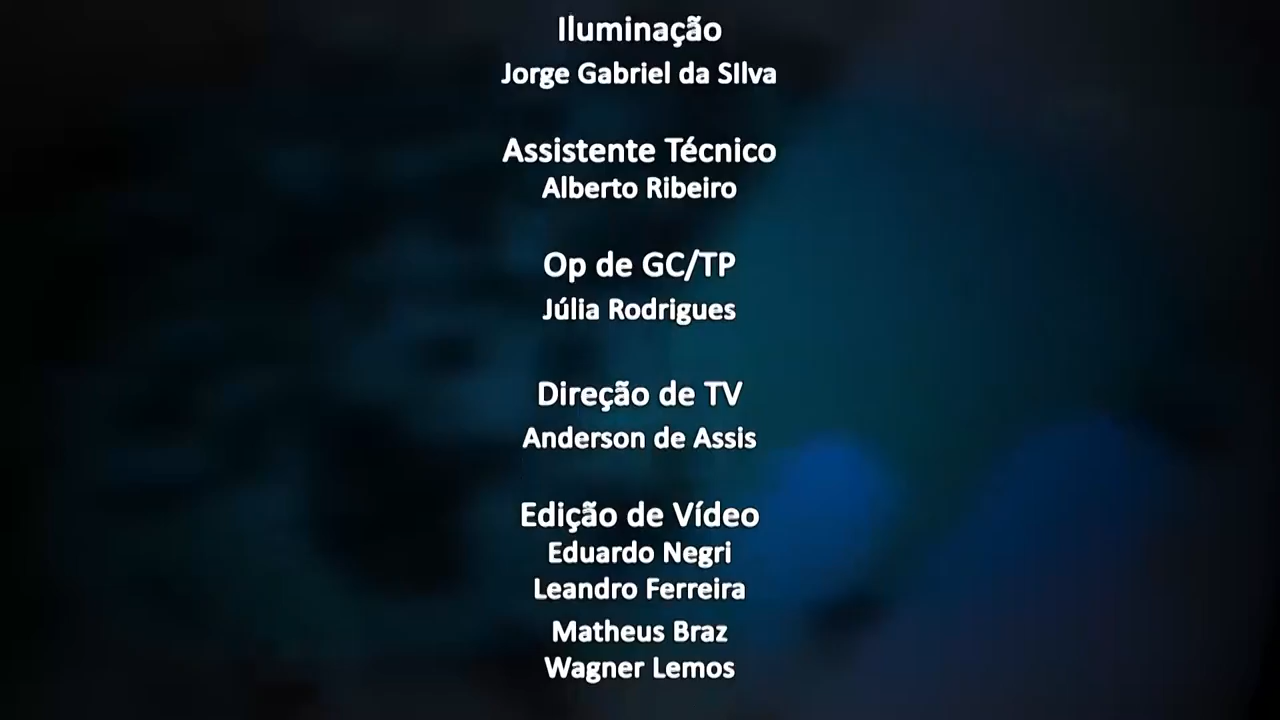 Iluminação
Jorge Gabriel da SIlva
Assistente Técnico
Alberto Ribeiro
Op de GC/TP
Júlia Rodrigues
Direção de TV
Anderson de Assis
Edição de Vídeo
Eduardo Negri
Leandro Ferreira
Matheus Braz
Wagner Lemos